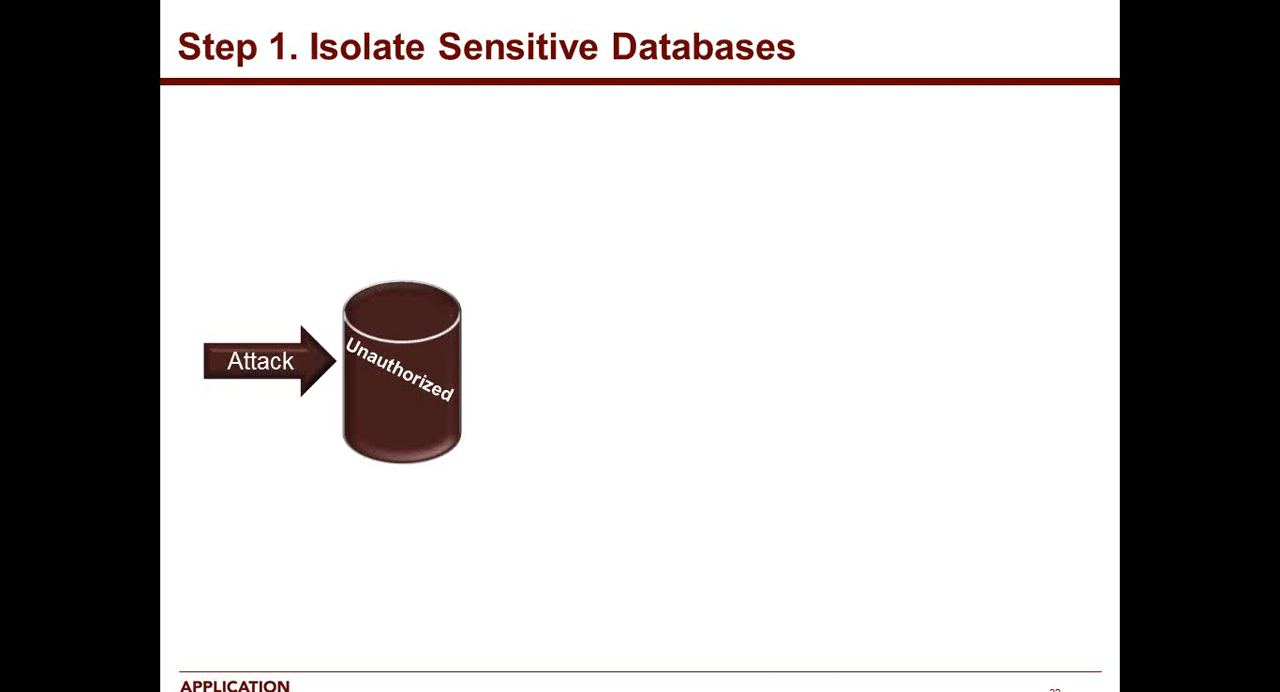 Step 1. Isolate Sensitive Databases
Attack
Unauthorized
APPLICATION